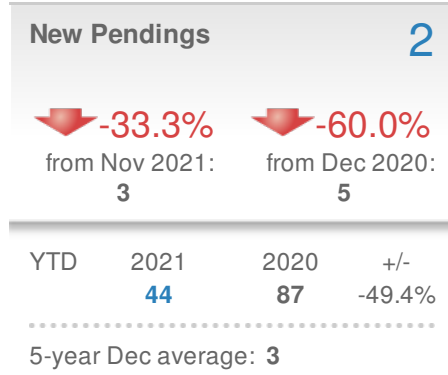 New Pendings 2
-33.3% -60.0%
from Nov 2021: from Dec 2020:
3 5
YTD 2021 2020 +/-
44 87 -49.4%
5-year Dec average: 3